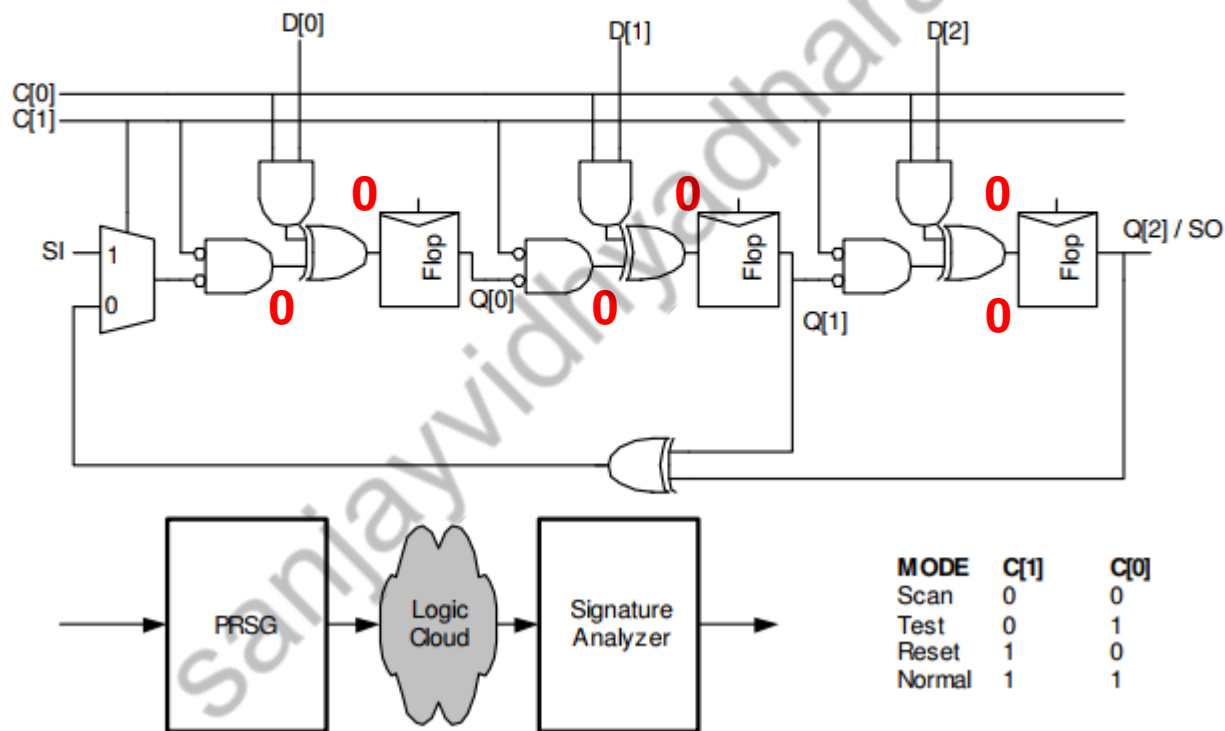 D[0] D[1] D[2]
C[0]
C[1]
0 0 0
SI 1 Flop Flop Flop Q[2] / SO
0 Q[0] Q[1]
0 0 0
PRSG Logic Cloud Signature Analyzer
MODE C[1] C[0]
Scan 0 0
Test 0 1
Reset 1 0
Normal 1 1
sanjayvidhyadhara